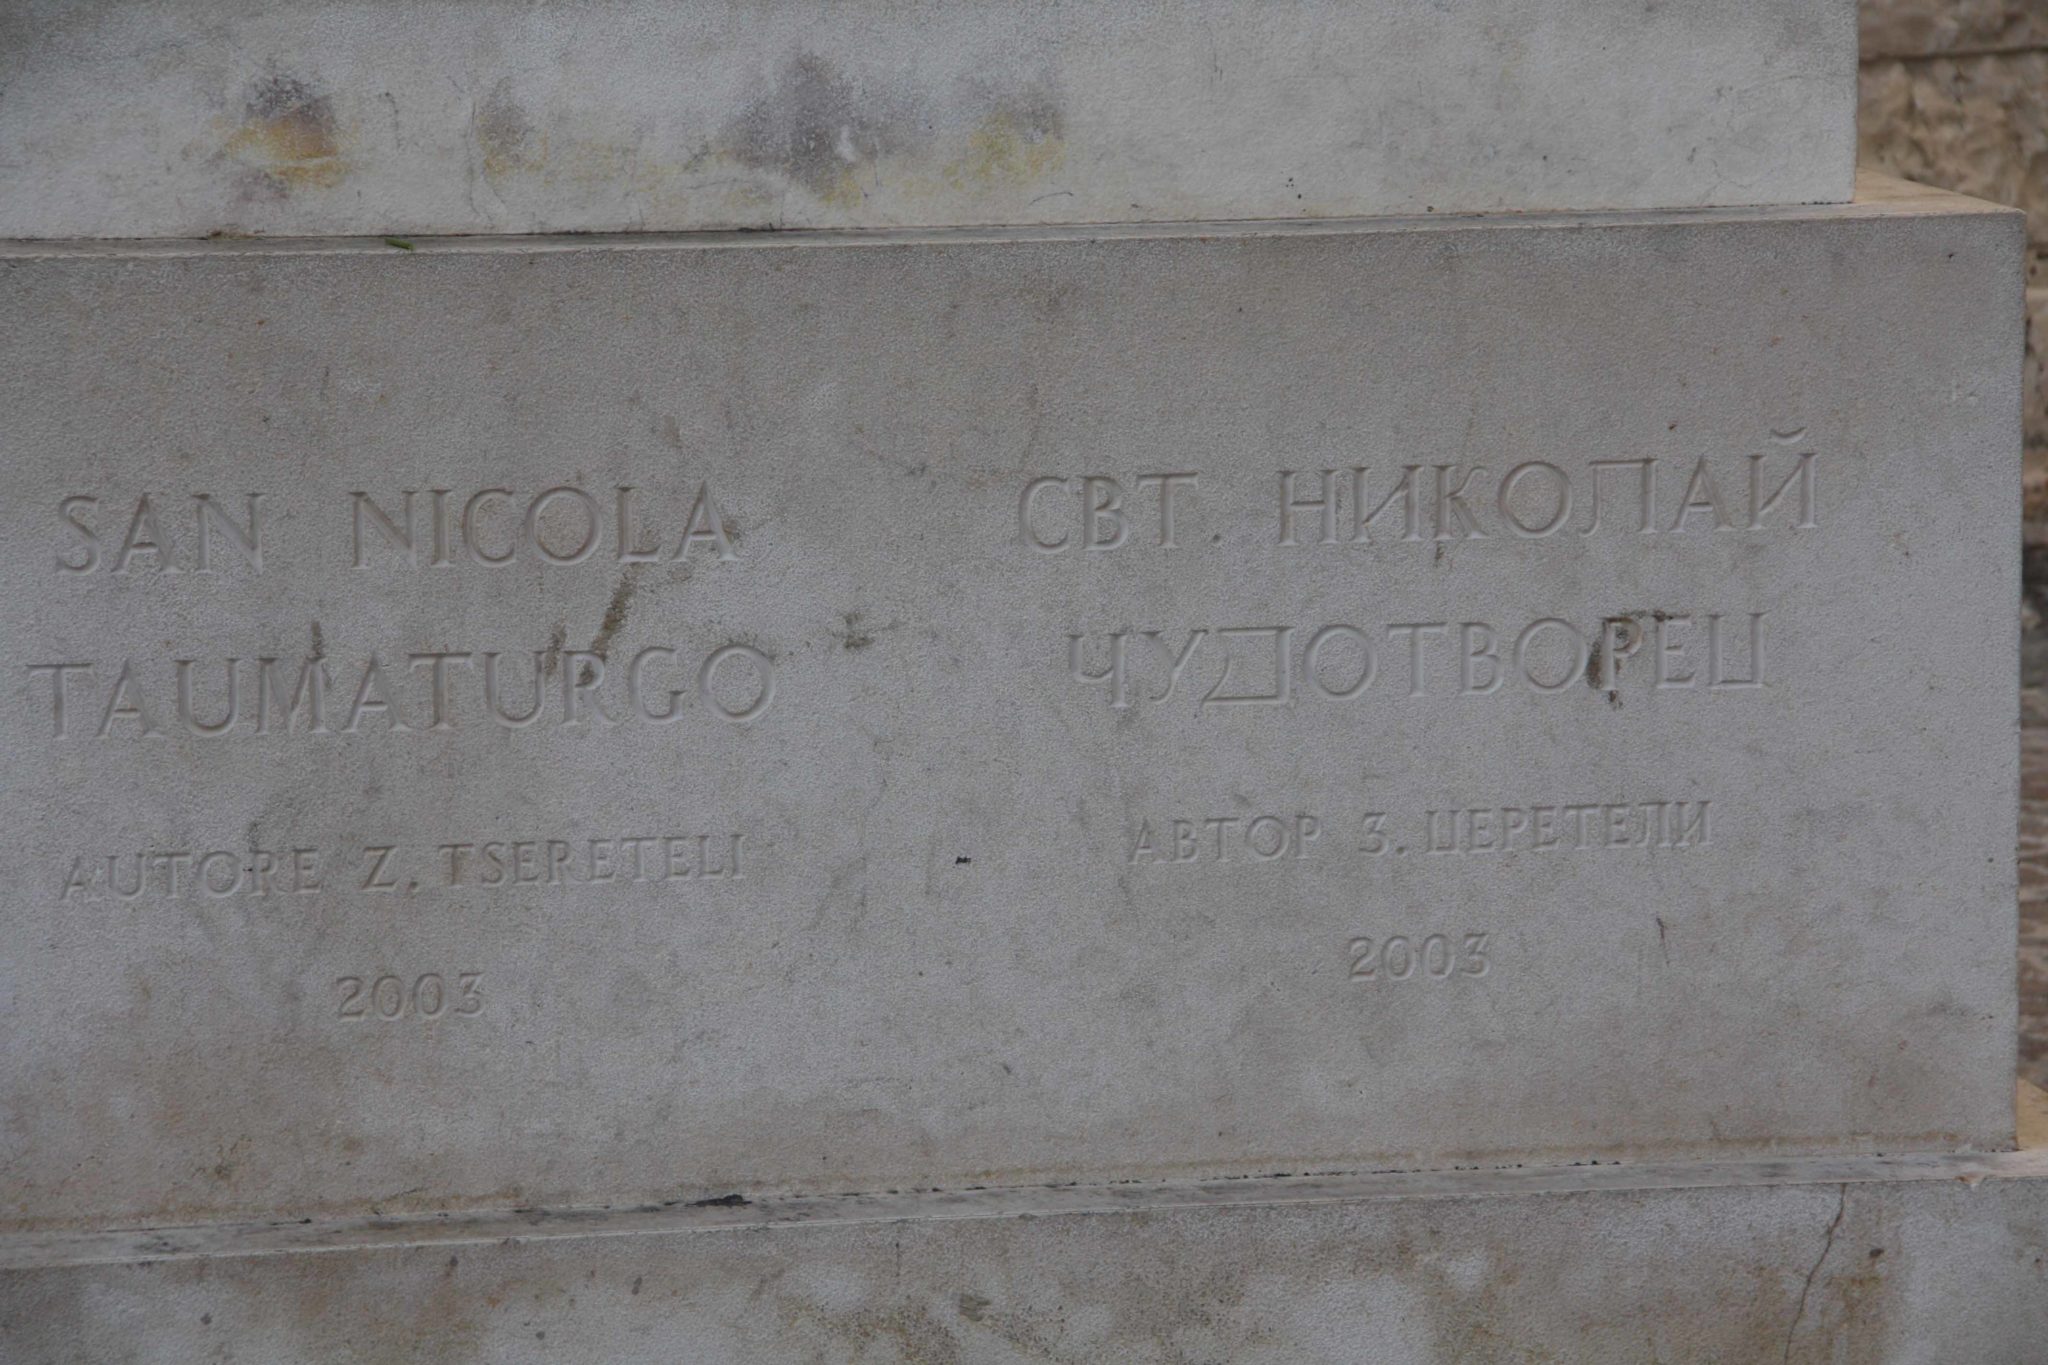 SAN NICOLA
TAUMATURGO
AUTORE Z. TSERETELI
2003
СВТ. НИКОЛАЙ
ЧУДОТВОРЕЦ
АВТОР З. ЦЕРЕТЕЛИ
2003